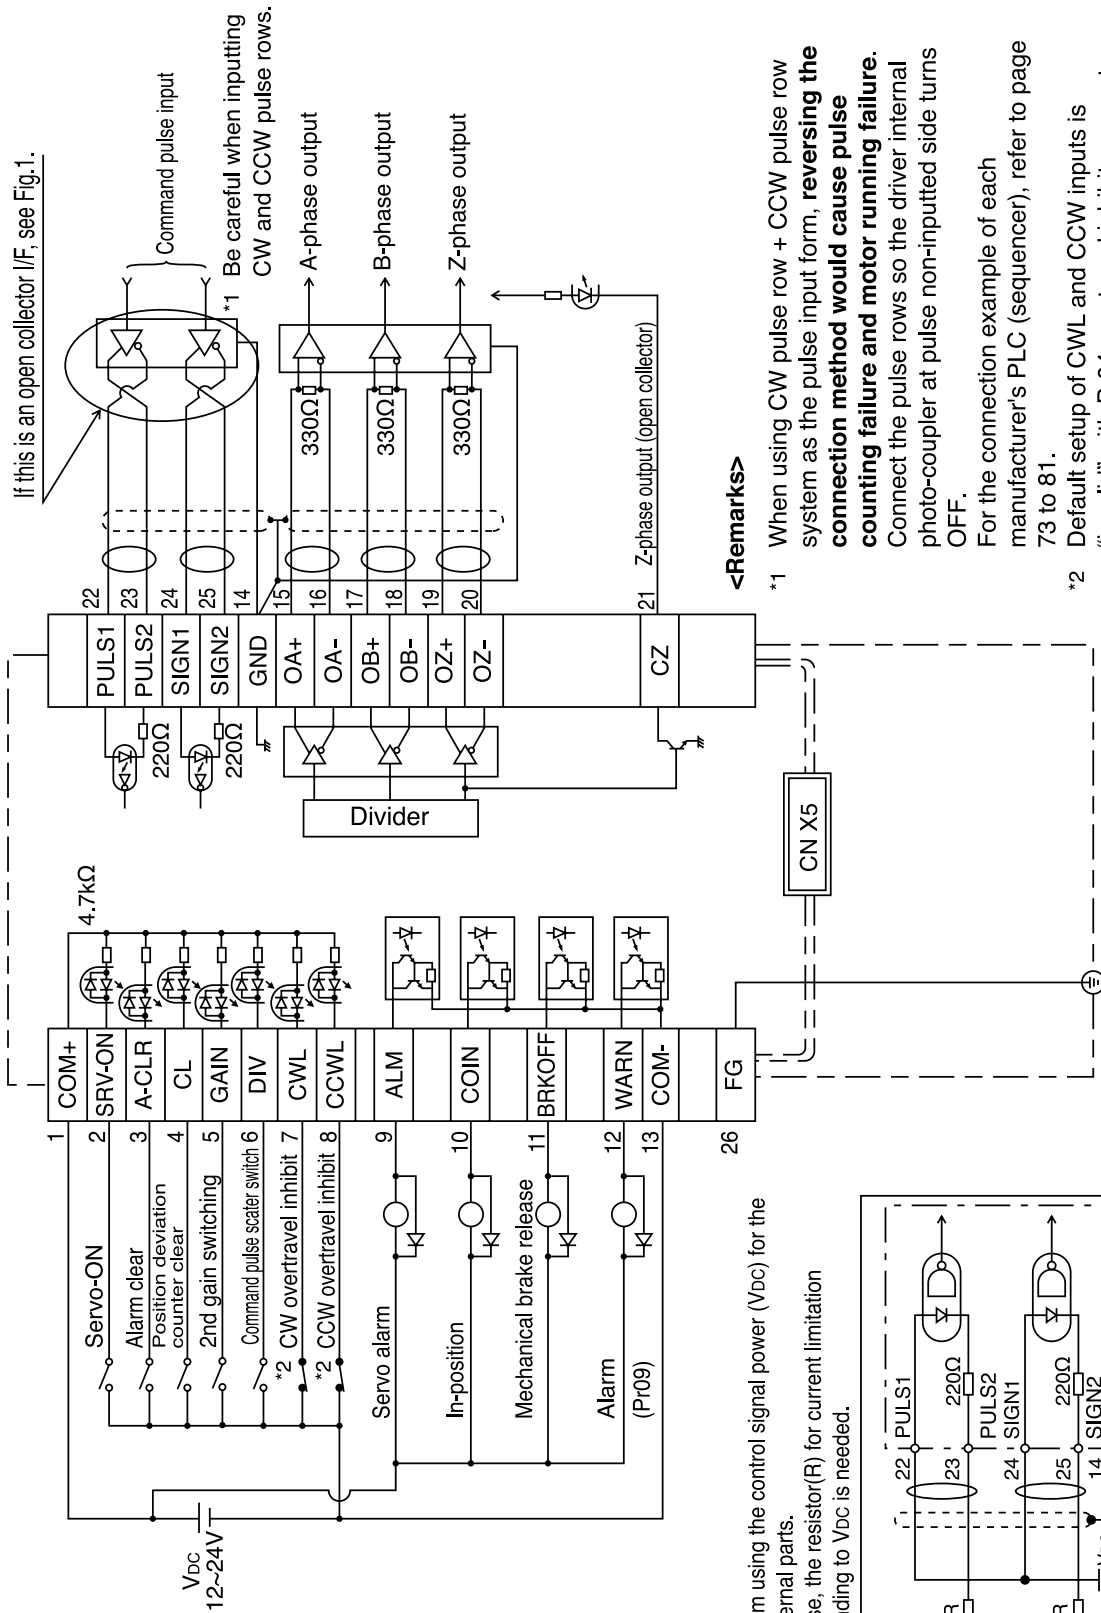 If this is an open collector I/F, see Fig.1.
Command pulse input
*1
Be careful when inputting
CW and CCW pulse rows.
A-phase output
B-phase output
Z-phase output
330Ω
330Ω
330Ω
Z-phase output (open collector)
22
23
24
25
14
15
16
17
18
19
20
21
PULS1
PULS2
SIGN1
SIGN2
GND
OA+
OA-
OB+
OB-
OZ+
OZ-
CZ
220Ω
220Ω
Divider
CN X5
4.7kΩ
COM+
SRV-ON
A-CLR
CL
GAIN
DIV
CWL
CCWL
ALM
COIN
BRKOFF
WARN
COM-
FG
1
2
3
4
5
6
7
8
9
10
11
12
13
26
Servo-ON
Alarm clear
Position deviation
counter clear
2nd gain switching
Command pulse scater switch
*2 CW overtravel inhibit
*2 CCW overtravel inhibit
Servo alarm
In-position
Mechanical brake release
Alarm
(Pr09)
VDC
12~24V
<Remarks>
*1 When using CW pulse row + CCW pulse row
system as the pulse input form, reversing the
connection method would cause pulse
counting failure and motor running failure.
Connect the pulse rows so the driver internal
photo-coupler at pulse non-inputted side turns
OFF.
For the connection example of each
manufacturer's PLC (sequencer), refer to page
73 to 81.
*2 Default setup of CWL and CCW inputs is
m using the control signal power (VDC) for the
ernal parts.
se, the resistor(R) for current limitation
nding to VDC is needed.
PULS1
220Ω
PULS2
SIGN1
220Ω
SIGN2
22
23
24
25
14
R
R